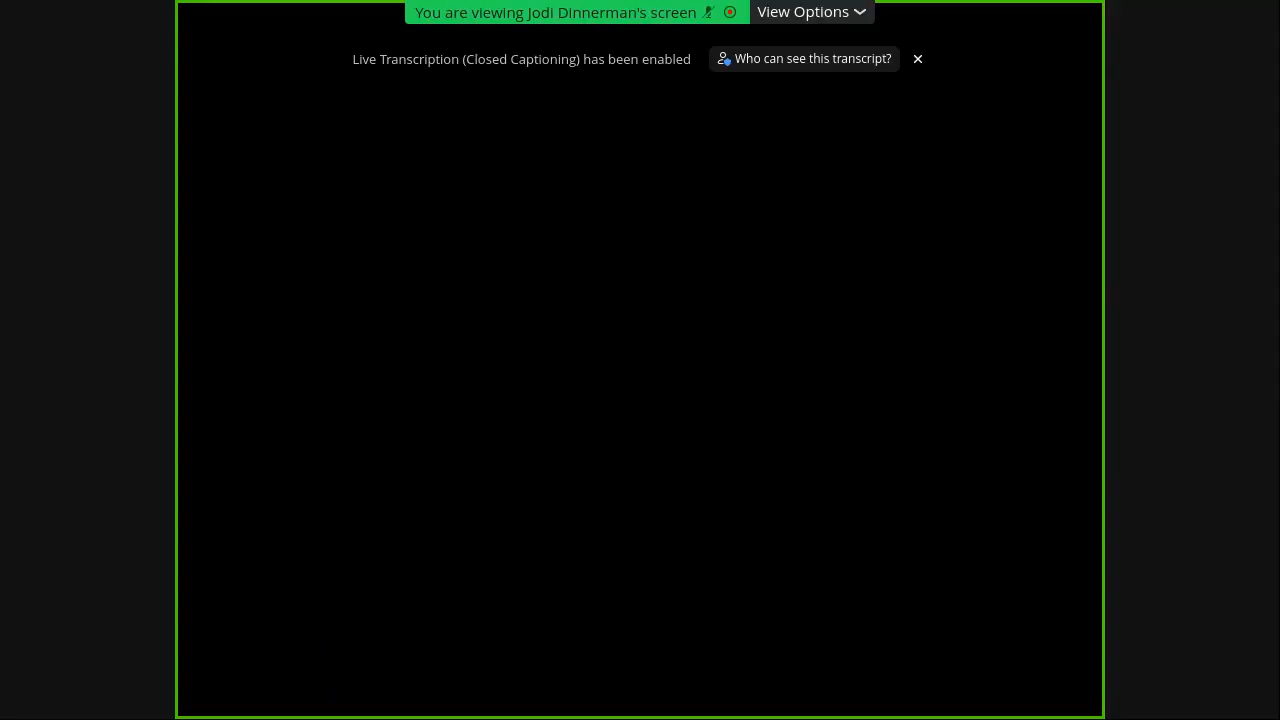 You are viewing Jodi Dinnerman's screen
View Options
Live Transcription (Closed Captioning) has been enabled
Who can see this transcript?